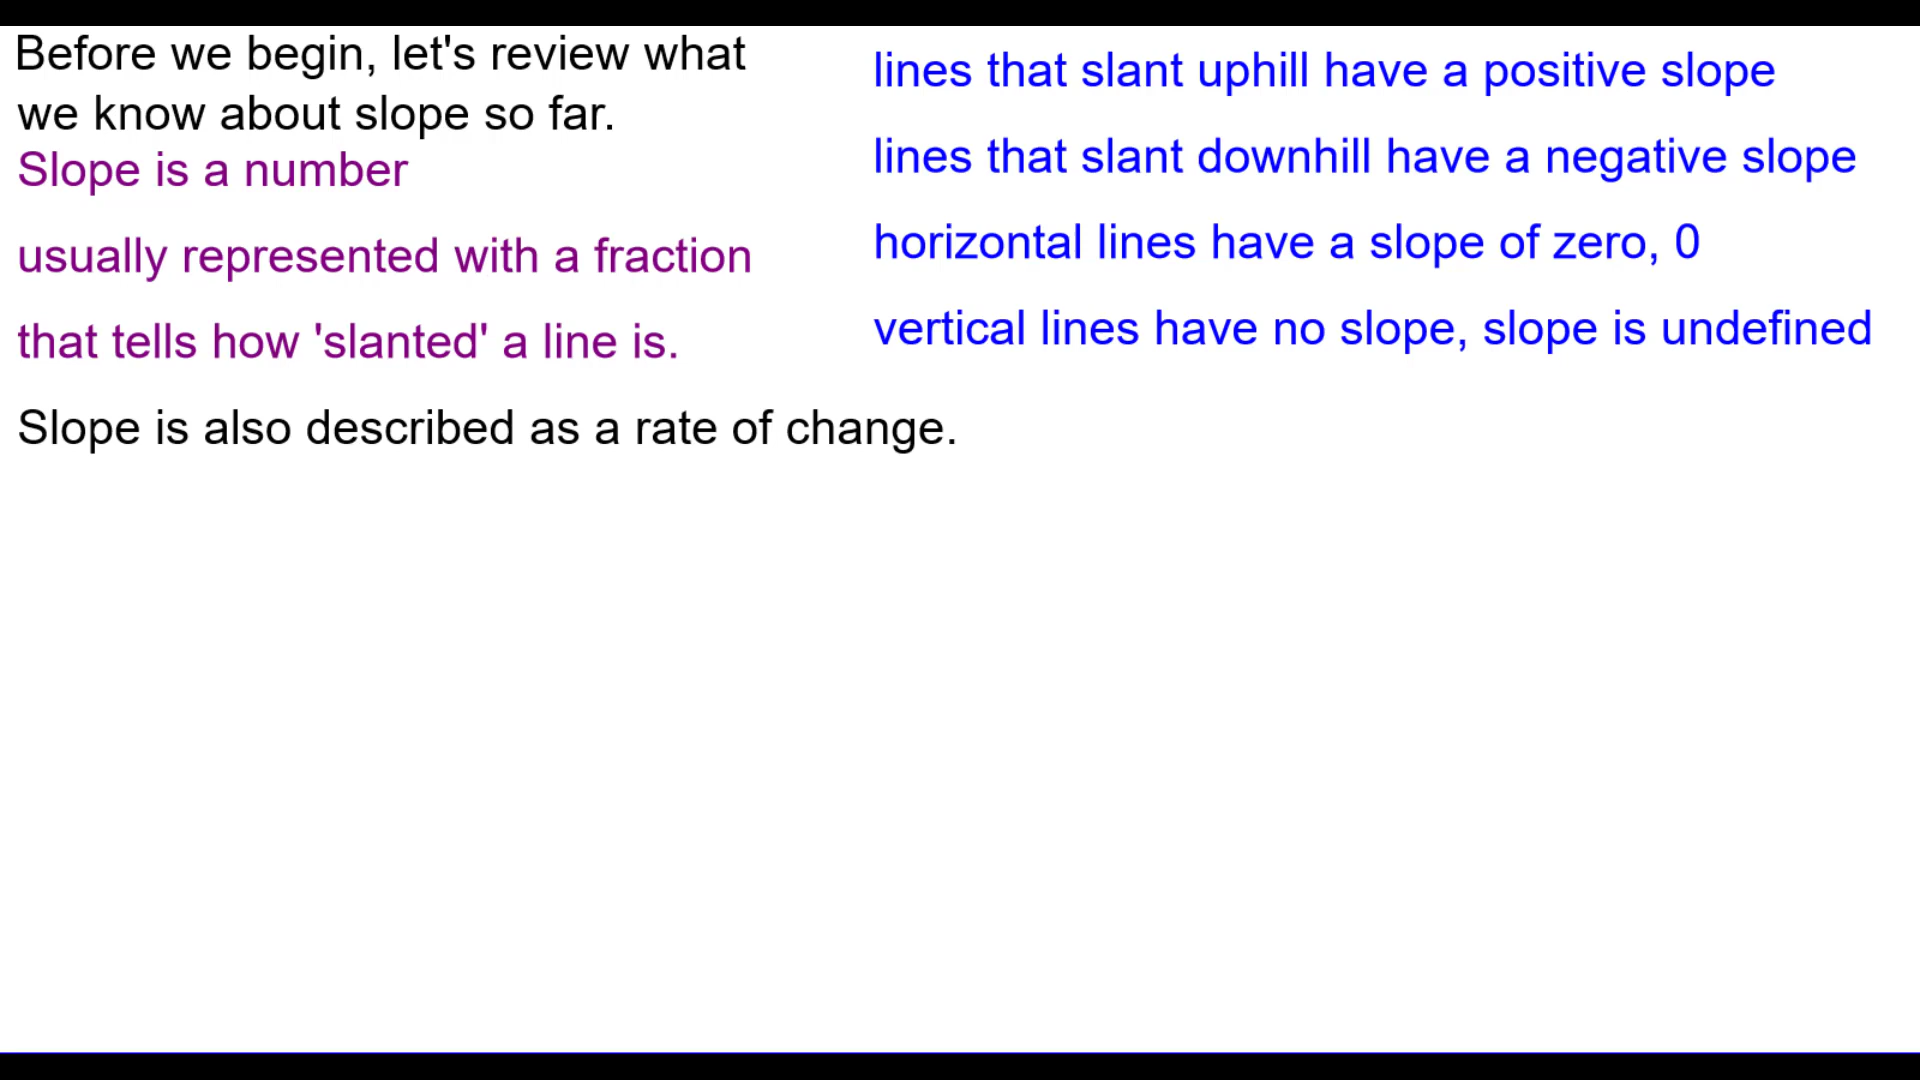 Before we begin, let's review what
we know about slope so far.
Slope is a number
usually represented with a fraction
that tells how 'slanted' a line is.
Slope is also described as a rate of change.
lines that slant uphill have a positive slope
lines that slant downhill have a negative slope
horizontal lines have a slope of zero, 0
vertical lines have no slope, slope is undefined